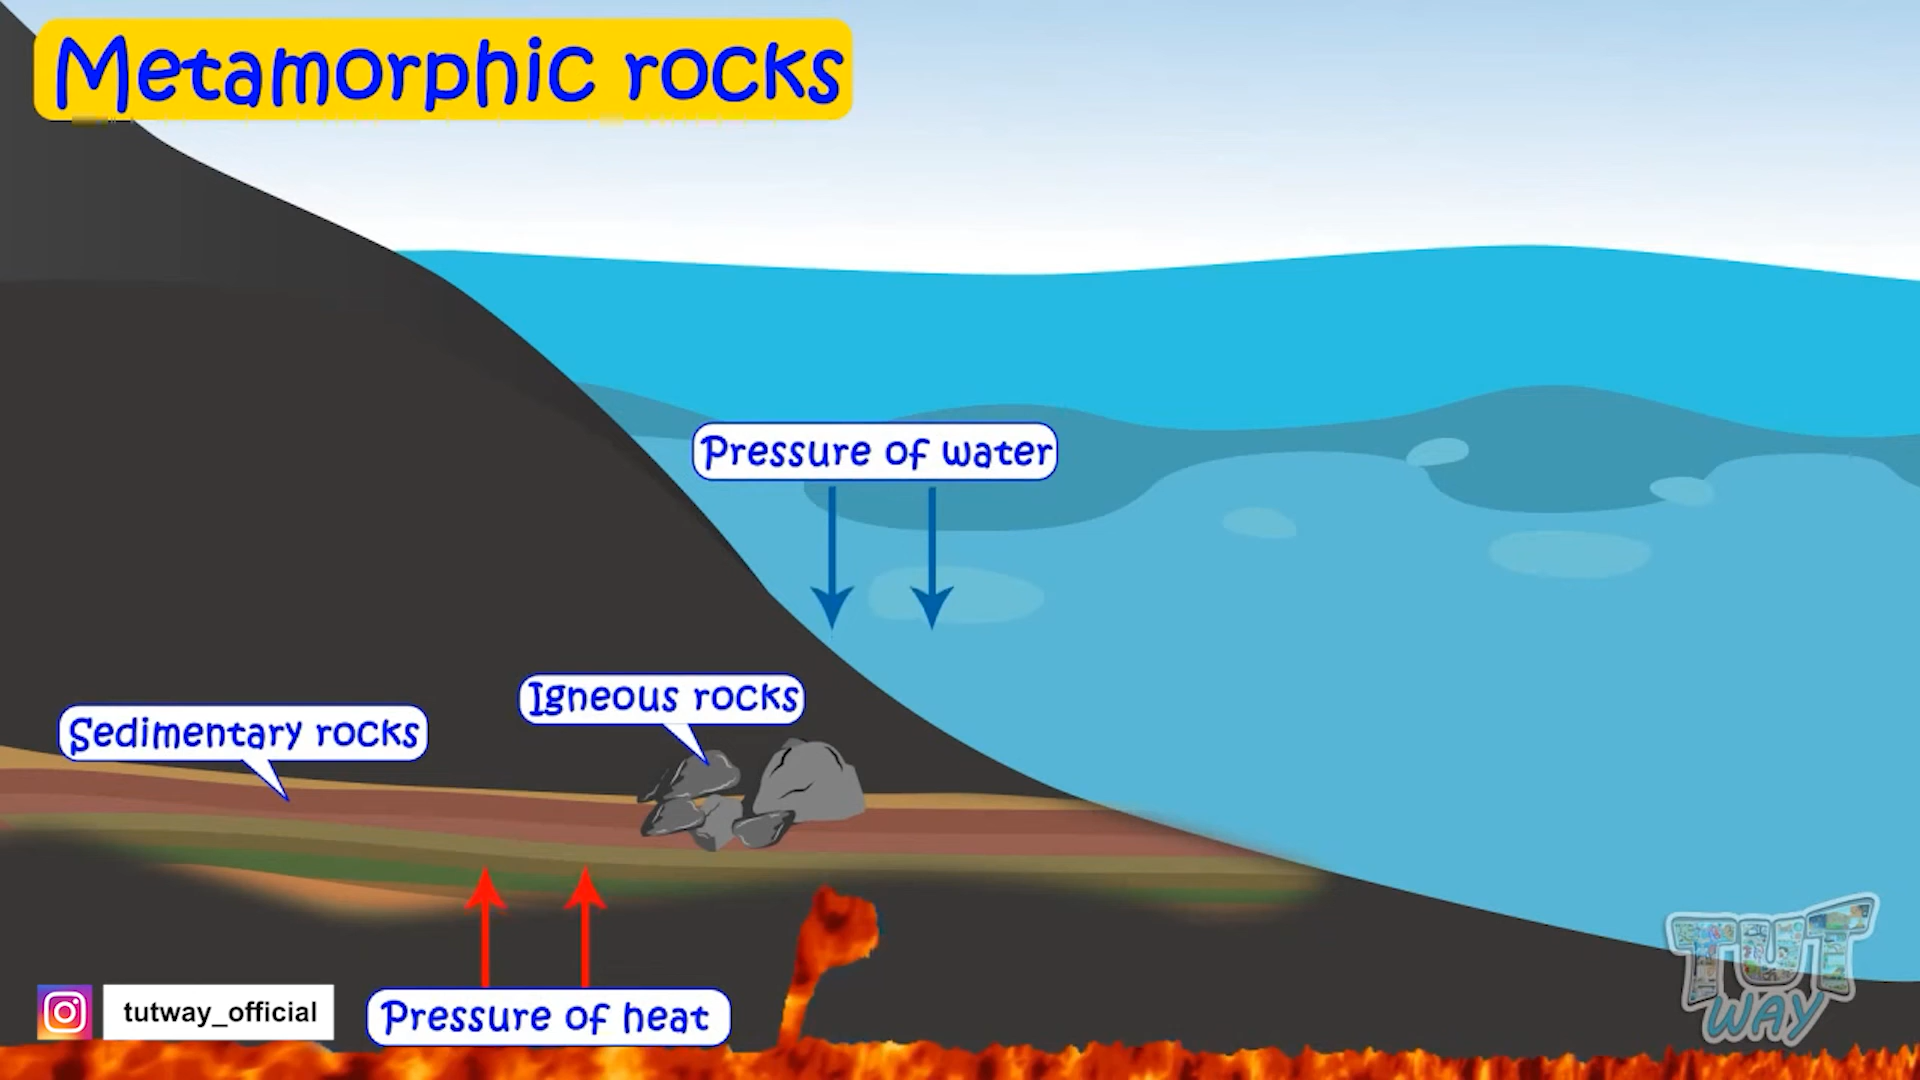 Metamorphic rocks
Pressure of water
Igneous rocks
Sedimentary rocks
Pressure of heat
tutway_official
TUT
WAY